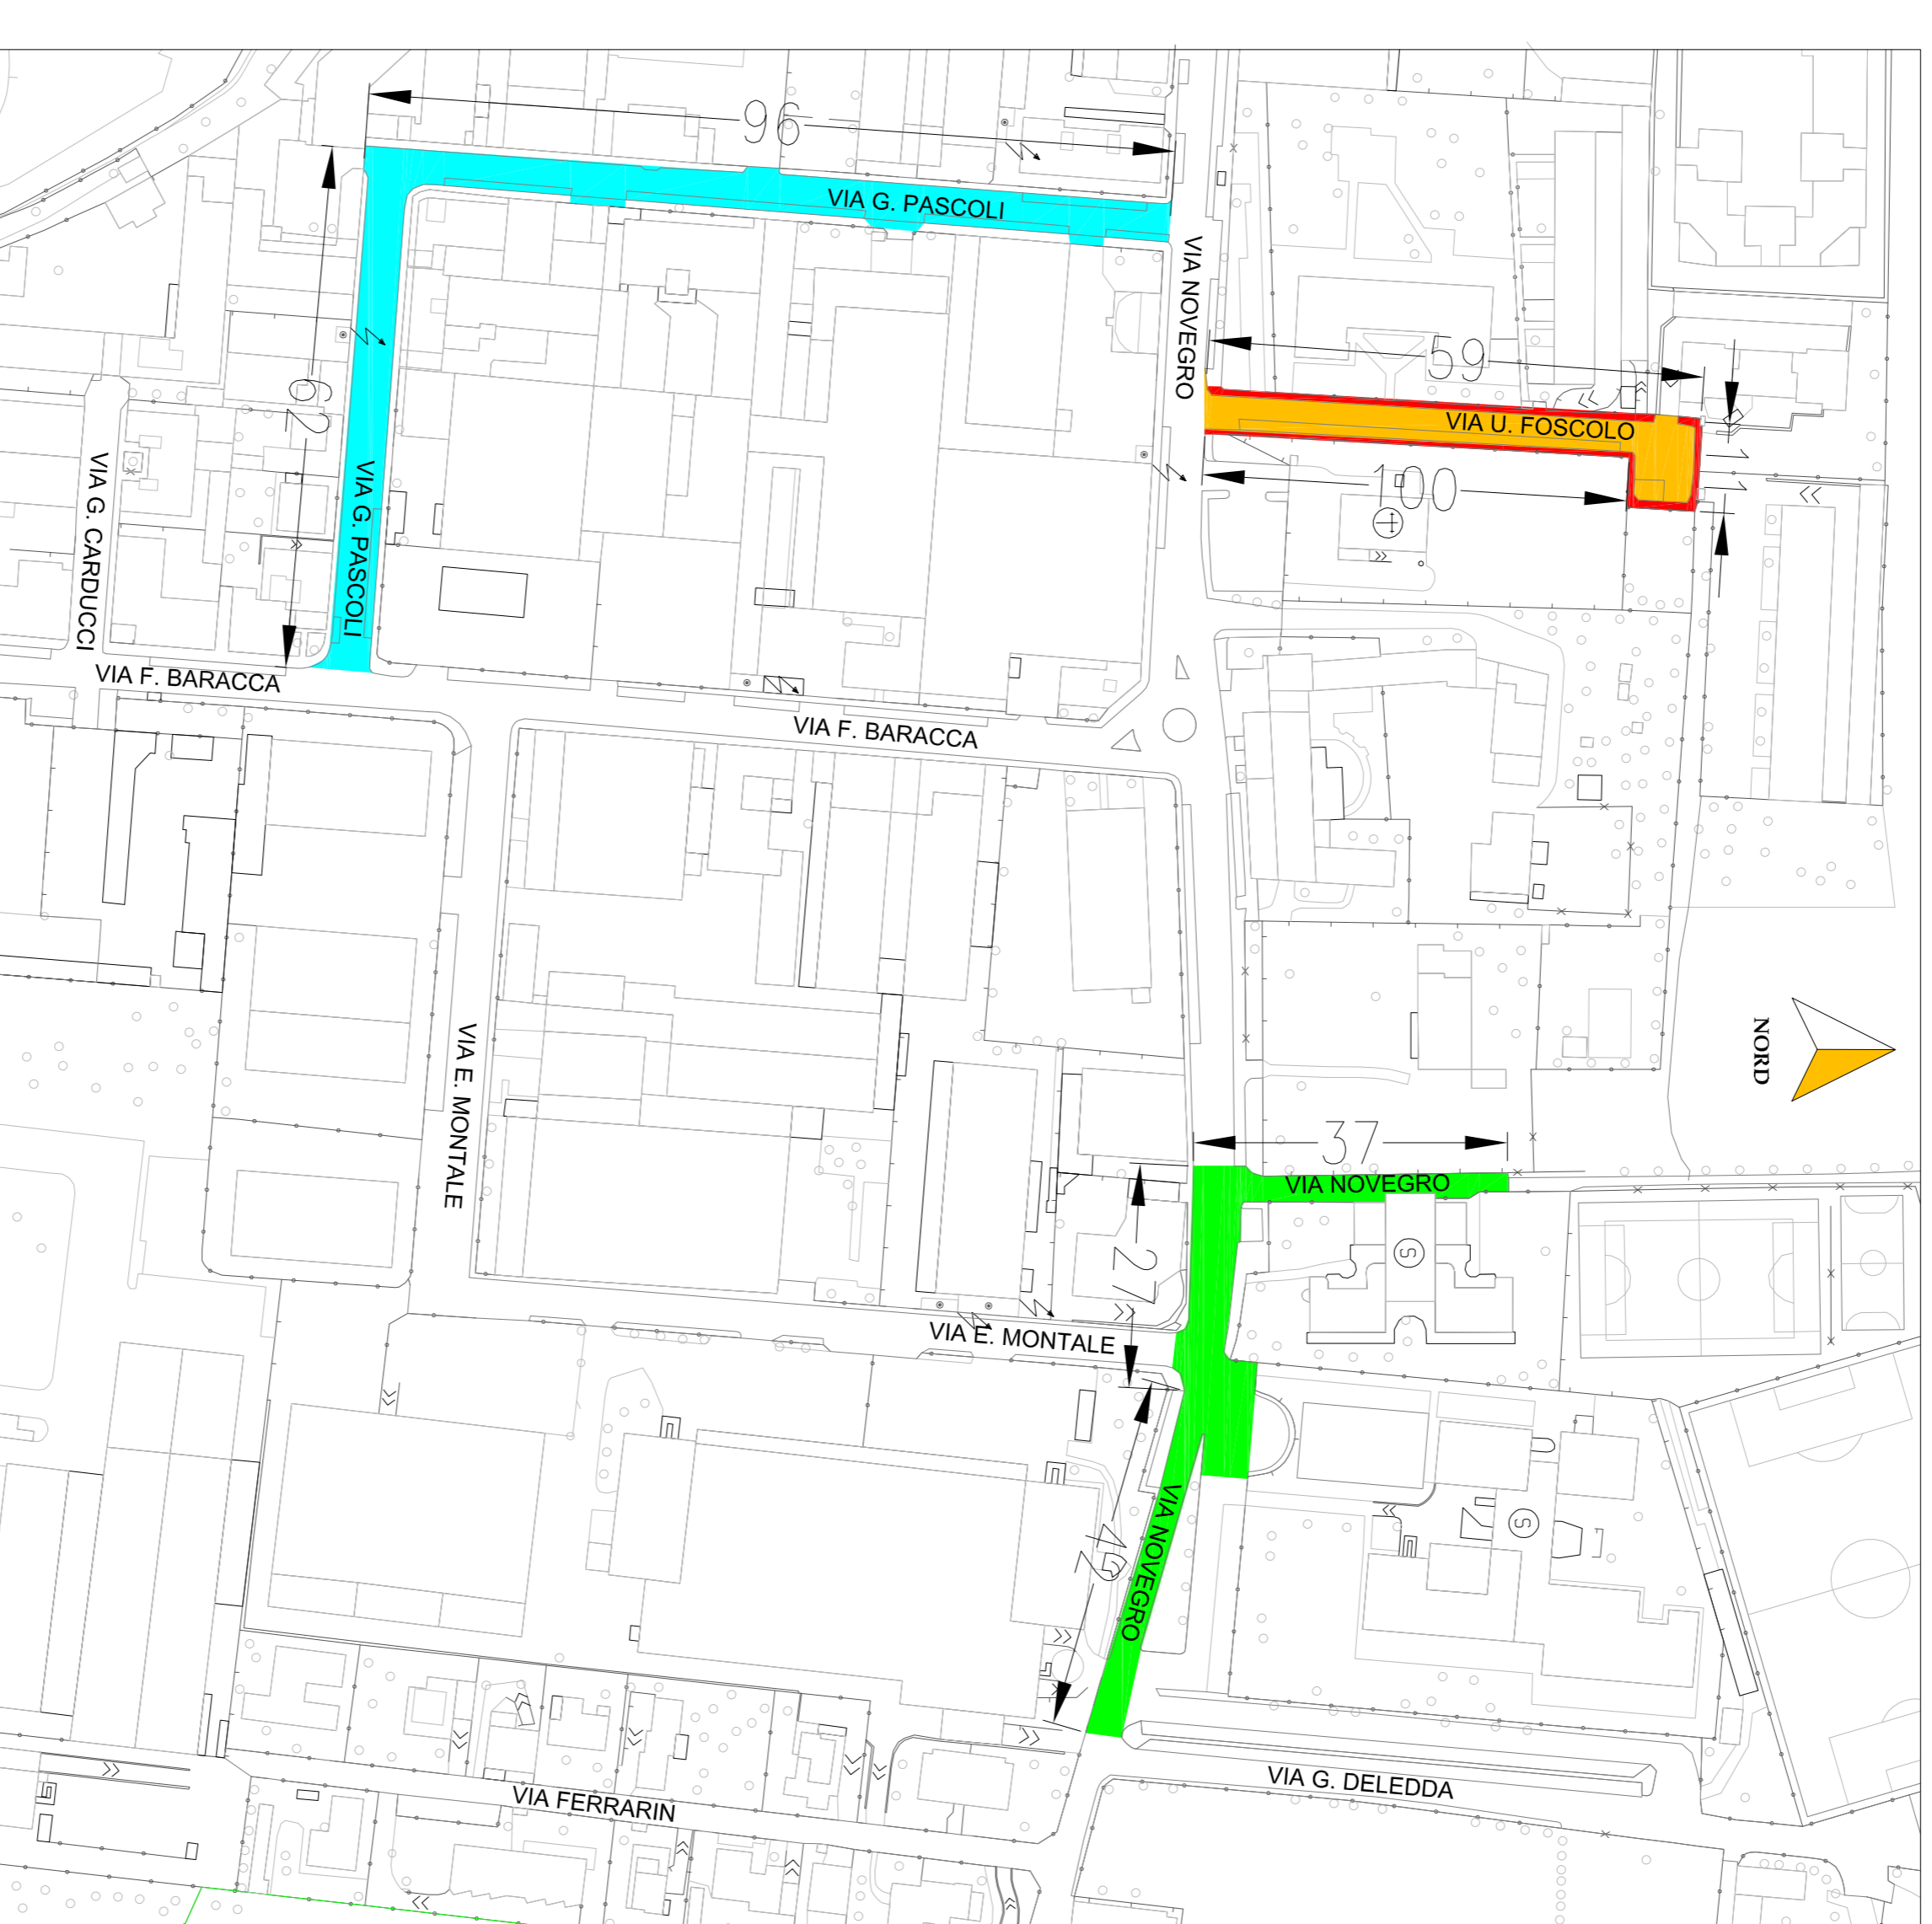 96
VIA G. PASCOLI
VIA NOVEGRO
59
VIA U. FOSCOLO
62
11
100
VIA G. PASCOLI
VIA G. CARDUCCI
VIA F. BARACCA
VIA F. BARACCA
VIA E. MONTALE
NORD
37
VIA NOVEGRO
27
S
VIA E. MONTALE
42
VIA NOVEGRO
S
VIA G. DELEDDA
VIA FERRARIN